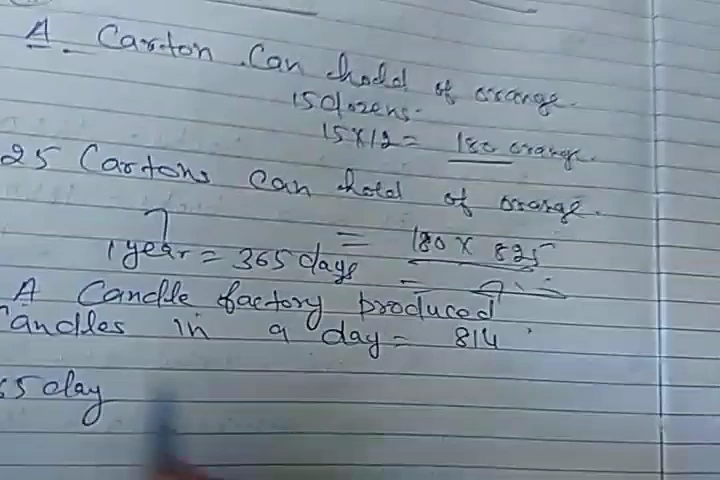 A. Carton can hold of orange.
15 dozens.
15×12 = 180 orange.
25 Cartons can hold of orange.
= 180 × 825
1 year = 365 days =
A Candle factory produced
Candles in a day = 814
5 day